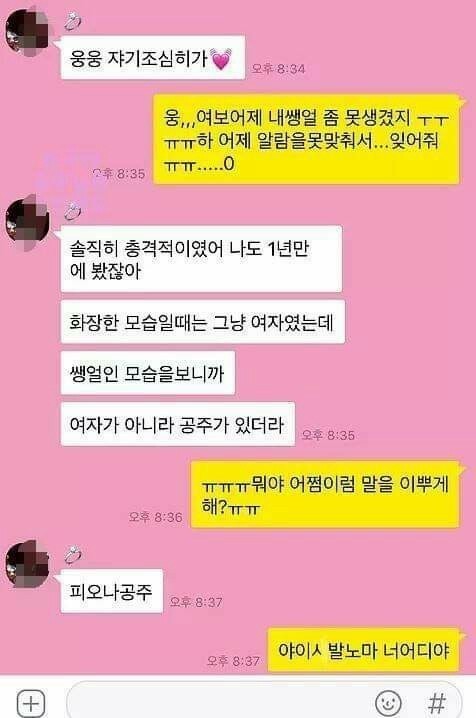 웅웅 쟈기조심히가💓
오후 8:34
웅,,,여보어제 내쌩얼 좀 못생겼지 ㅜㅜ
ㅠㅠ하 어제 알람을못맞춰서...잊어줘
ㅠㅠ.....0
오후 8:35
솔직히 충격적이였어 나도 1년만
에 봤잖아
화장한 모습일때는 그냥 여자였는데
쌩얼인 모습을보니까
여자가 아니라 공주가 있더라
오후 8:35
ㅠㅠㅠ뭐야 어쩜이럼 말을 이뿌게
해?ㅠㅠ
오후 8:36
피오나공주
오후 8:37
야이시발노마 너어디야
오후 8:37
#